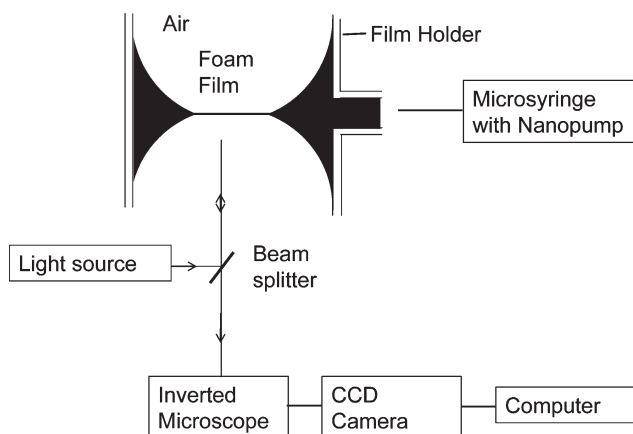 Air
Film Holder
Foam
Film
Microsyringe
with Nanopump
Light source
Beam
splitter
Inverted
Microscope
CCD
Camera
Computer